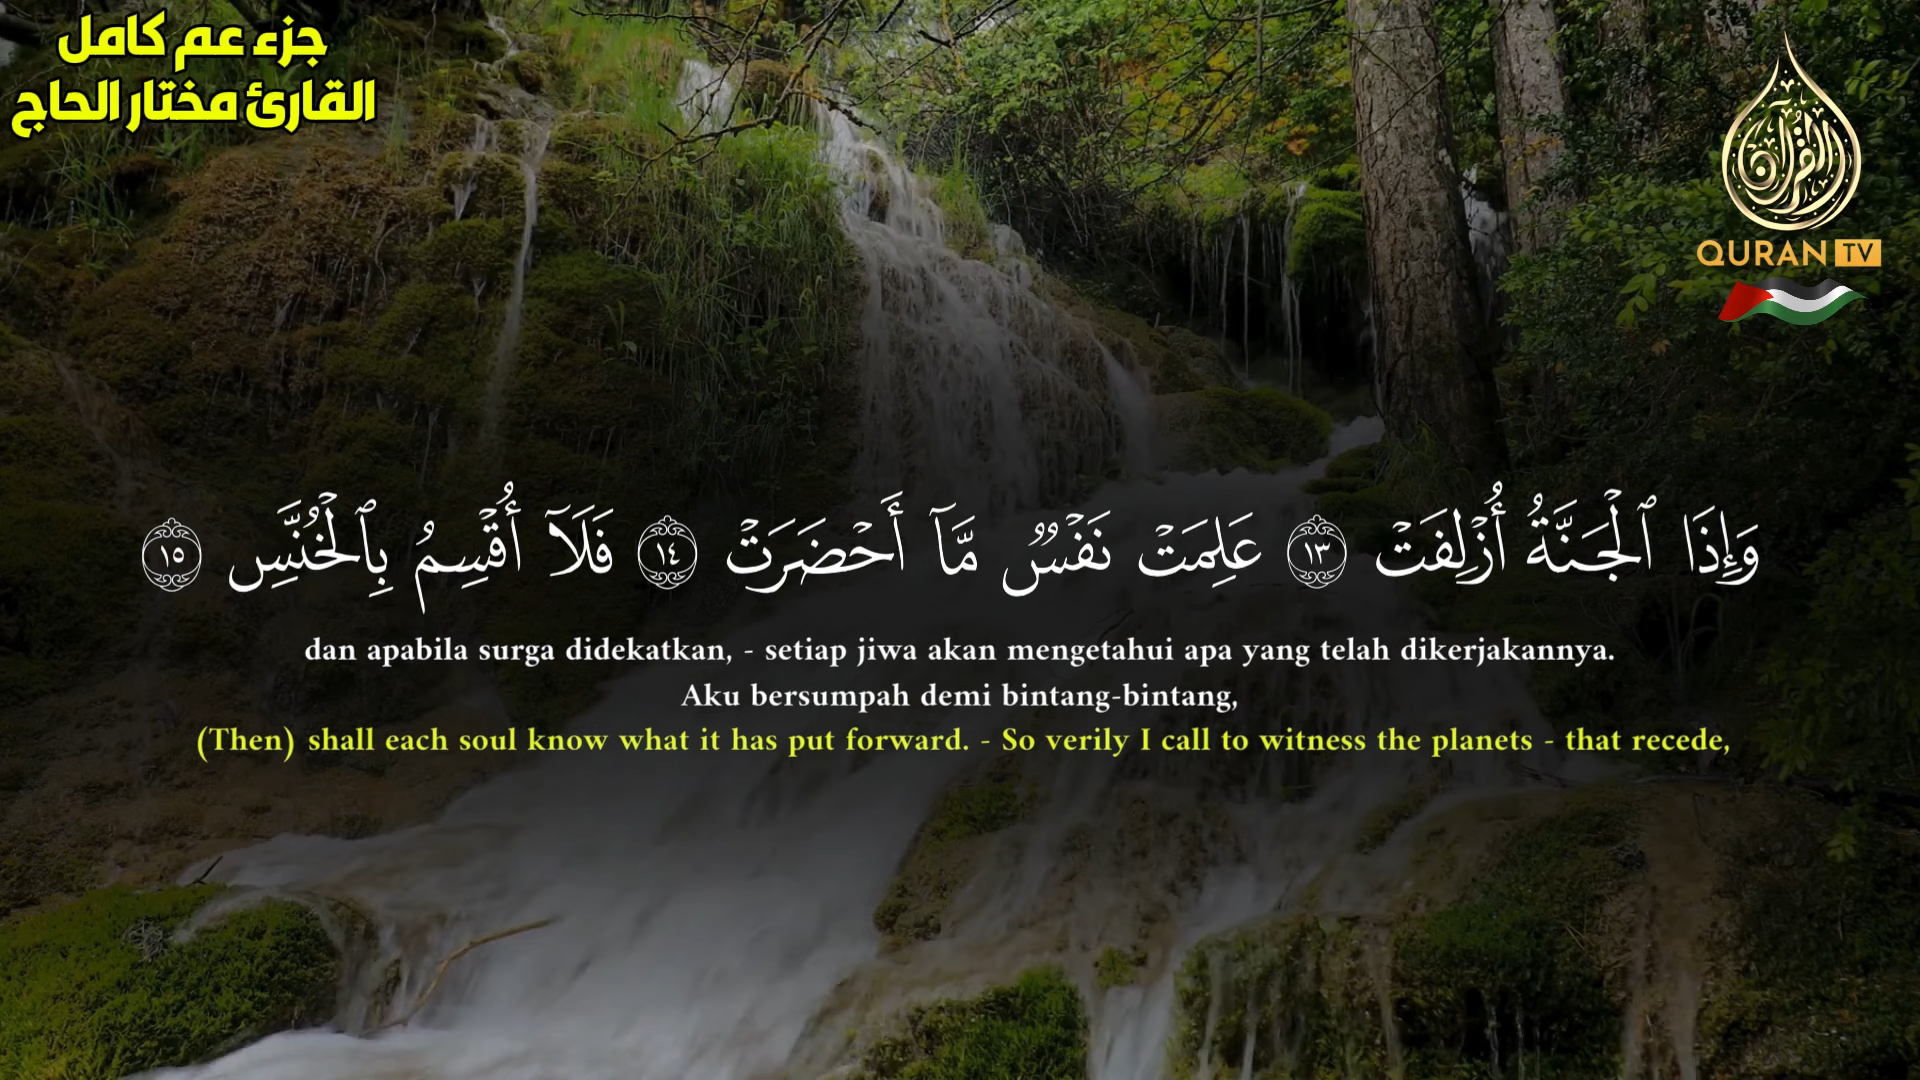 جزء عم كامل
القارئ مختار الحاج
القرآن
QURAN TV
وَإِذَا ٱلْجَنَّةُ أُزْلِفَتْ ١٣ عَلِمَتْ نَفْسٌ مَّآ أَحْضَرَتْ ١٤ فَلَآ أُقْسِمُ بِٱلْخُنَّسِ ١٥
dan apabila surga didekatkan, - setiap jiwa akan mengetahui apa yang telah dikerjakannya.
Aku bersumpah demi bintang-bintang,
(Then) shall each soul know what it has put forward. - So verily I call to witness the planets - that recede,